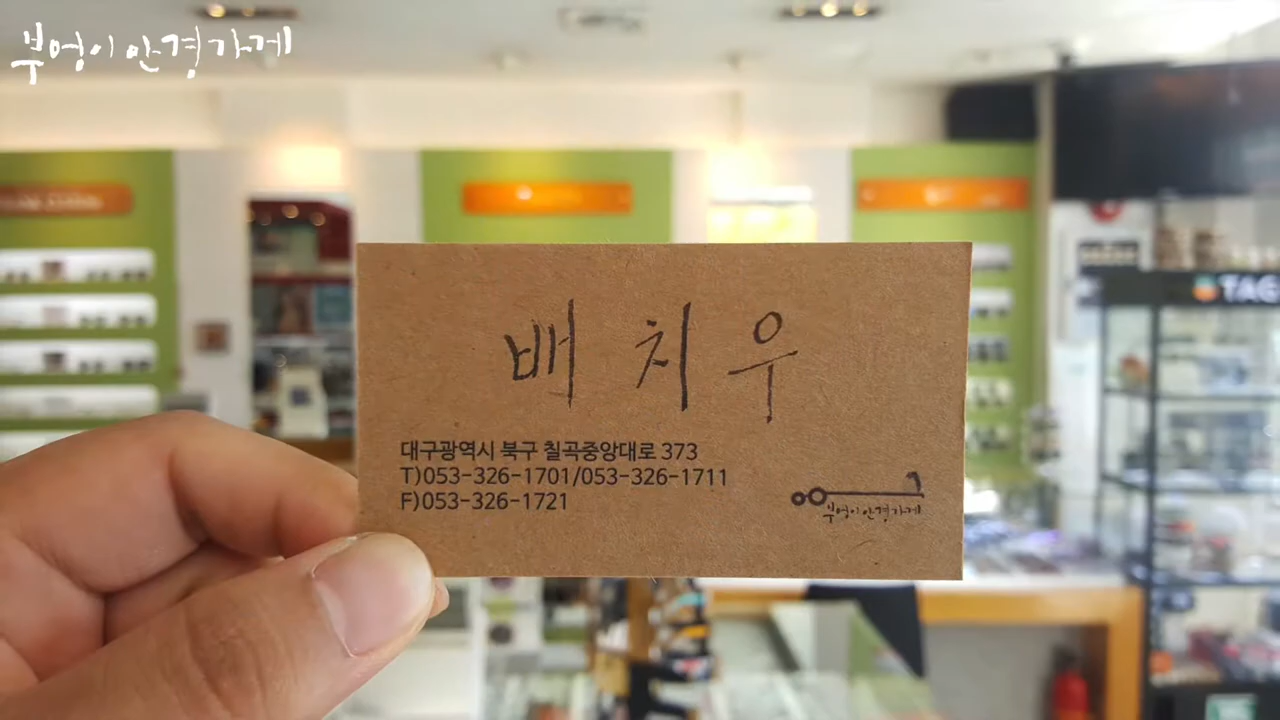 부엉이안경가게
배 치 우
대구광역시 북구 칠곡중앙대로 373
T)053-326-1701/053-326-1711
F)053-326-1721
부엉이안경가게
TAG